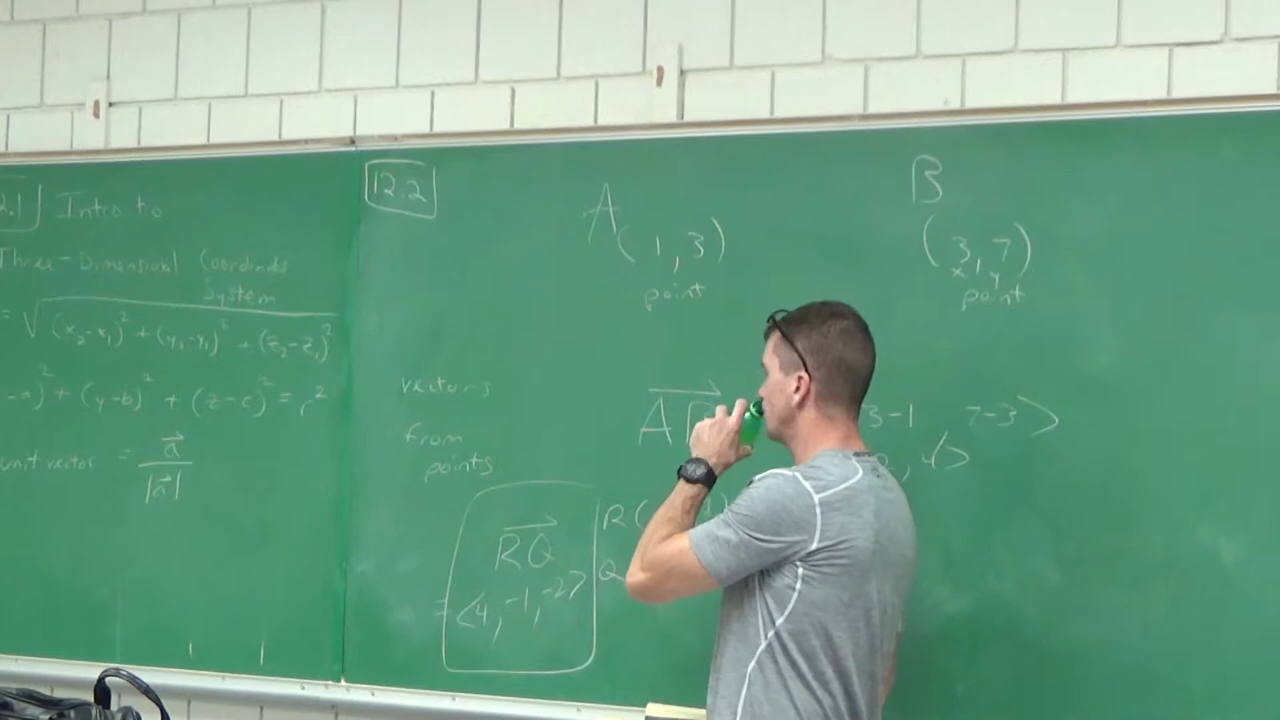 2.1 Intro to
Three-Dimensional Coordinate
System
= √(x₂-x₁)² + (y₂-y₁)² + (z₂-z₁)²
-a)² + (y-b)² + (z-c)² = r²
unit vector = a⃗ / |a⃗|
12.2
A
(1, 3)
point
B
(3, 7)
x, y
point
vectors
from
points
3-1 7-3>
, 4>
RQ
= <4, -1, -2>
R(
Q